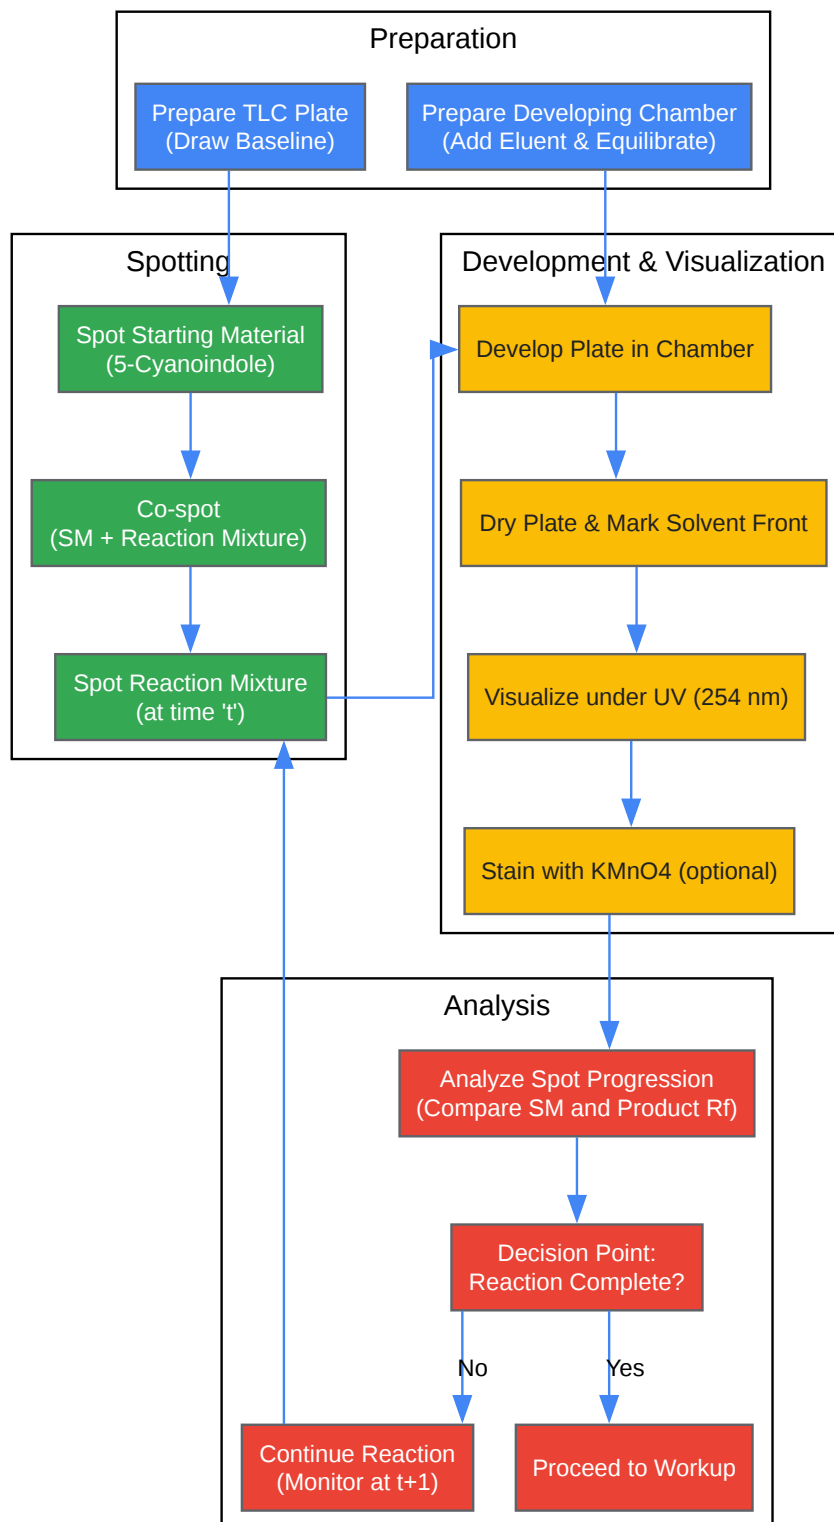 Preparation
Prepare TLC Plate
(Draw Baseline)
Prepare Developing Chamber
(Add Eluent & Equilibrate)
Spotting
Spot Starting Material
(5-Cyanoindole)
Co-spot
(SM + Reaction Mixture)
Spot Reaction Mixture
(at time 't')
Development & Visualization
Develop Plate in Chamber
Dry Plate & Mark Solvent Front
Visualize under UV (254 nm)
Stain with KMnO4 (optional)
Analysis
Analyze Spot Progression
(Compare SM and Product Rf)
Decision Point:
Reaction Complete?
No
Yes
Continue Reaction
(Monitor at t+1)
Proceed to Workup